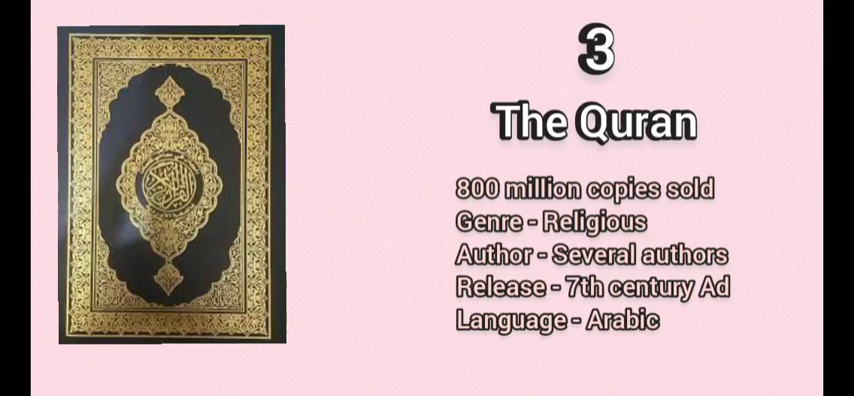 3
The Quran
800 million copies sold
Genre - Religious
Author - Several authors
Release - 7th century Ad
Language - Arabic